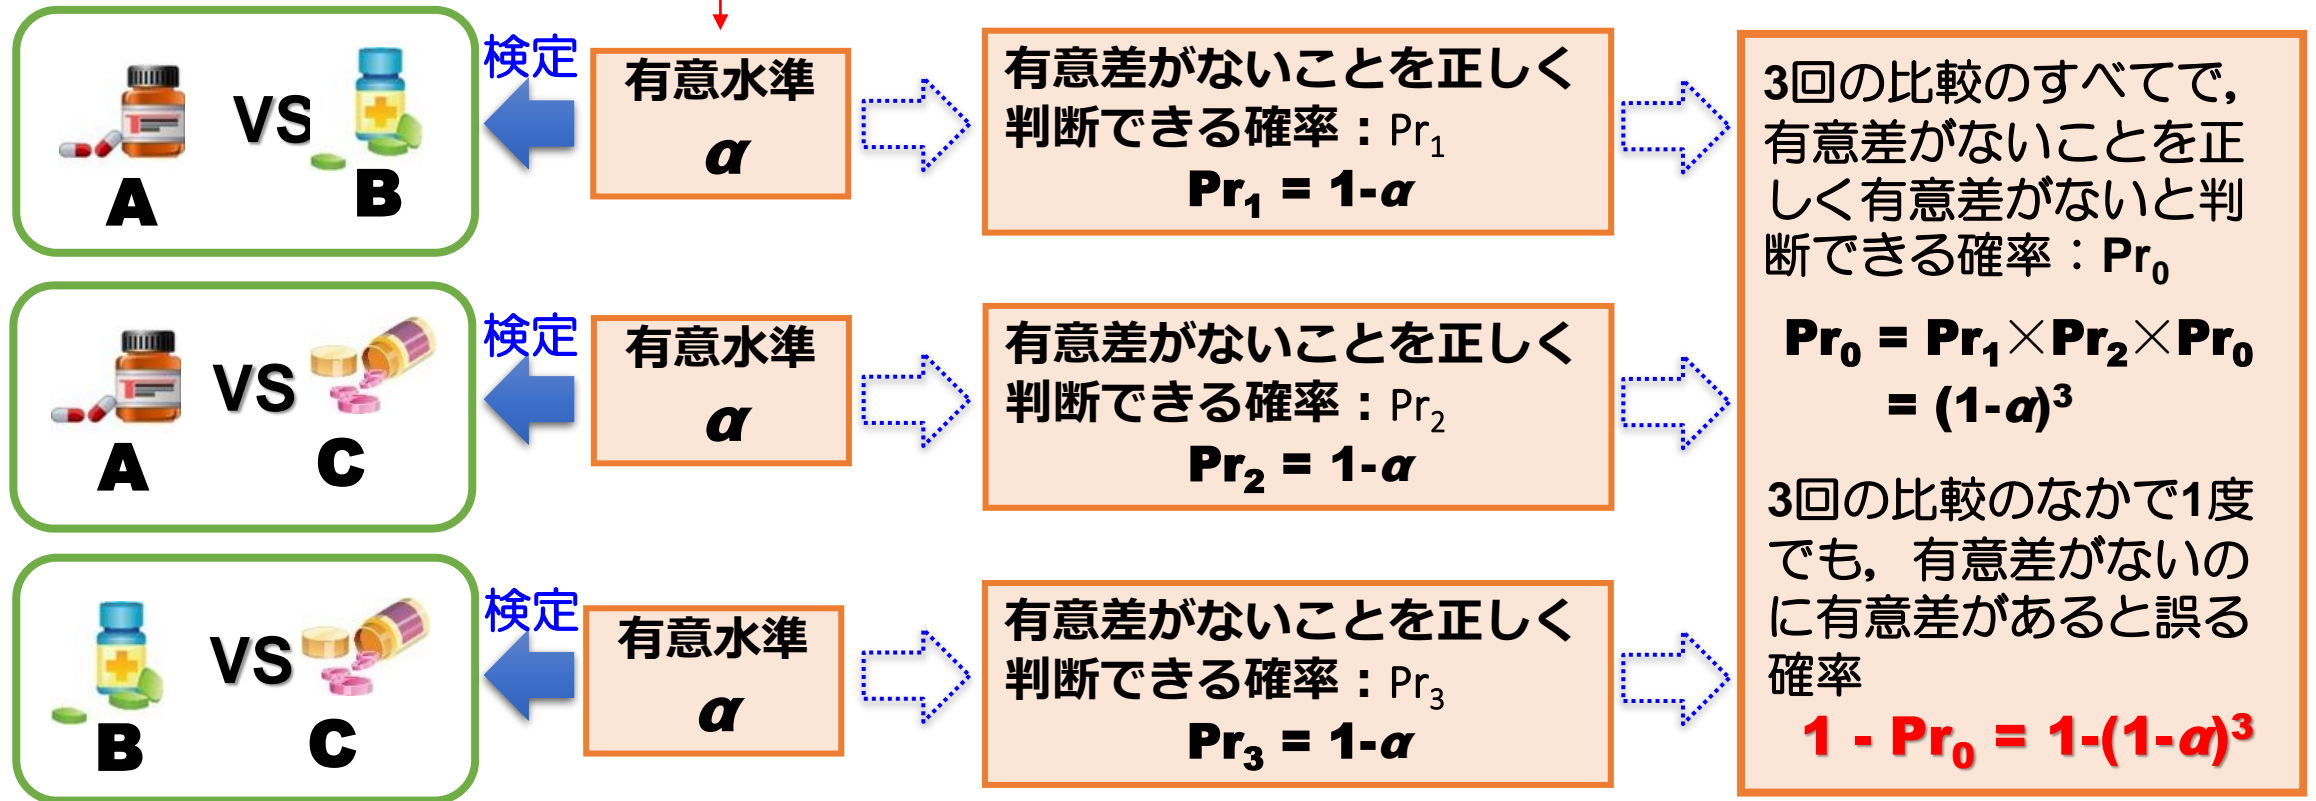 検定
有意水準
α
有意差がないことを正しく
判断できる確率：Pr₁
Pr₁ = 1-α
VS
A
B
検定
有意水準
α
有意差がないことを正しく
判断できる確率：Pr₂
Pr₂ = 1-α
VS
A
C
検定
有意水準
α
有意差がないことを正しく
判断できる確率：Pr₃
Pr₃ = 1-α
VS
B
C
3回の比較のすべてで，
有意差がないことを正
しく有意差がないと判
断できる確率：Pr₀
Pr₀ = Pr₁×Pr₂×Pr₀
= (1-α)³
3回の比較のなかで1度
でも，有意差がないの
に有意差があると誤る
確率
1 - Pr₀ = 1-(1-α)³